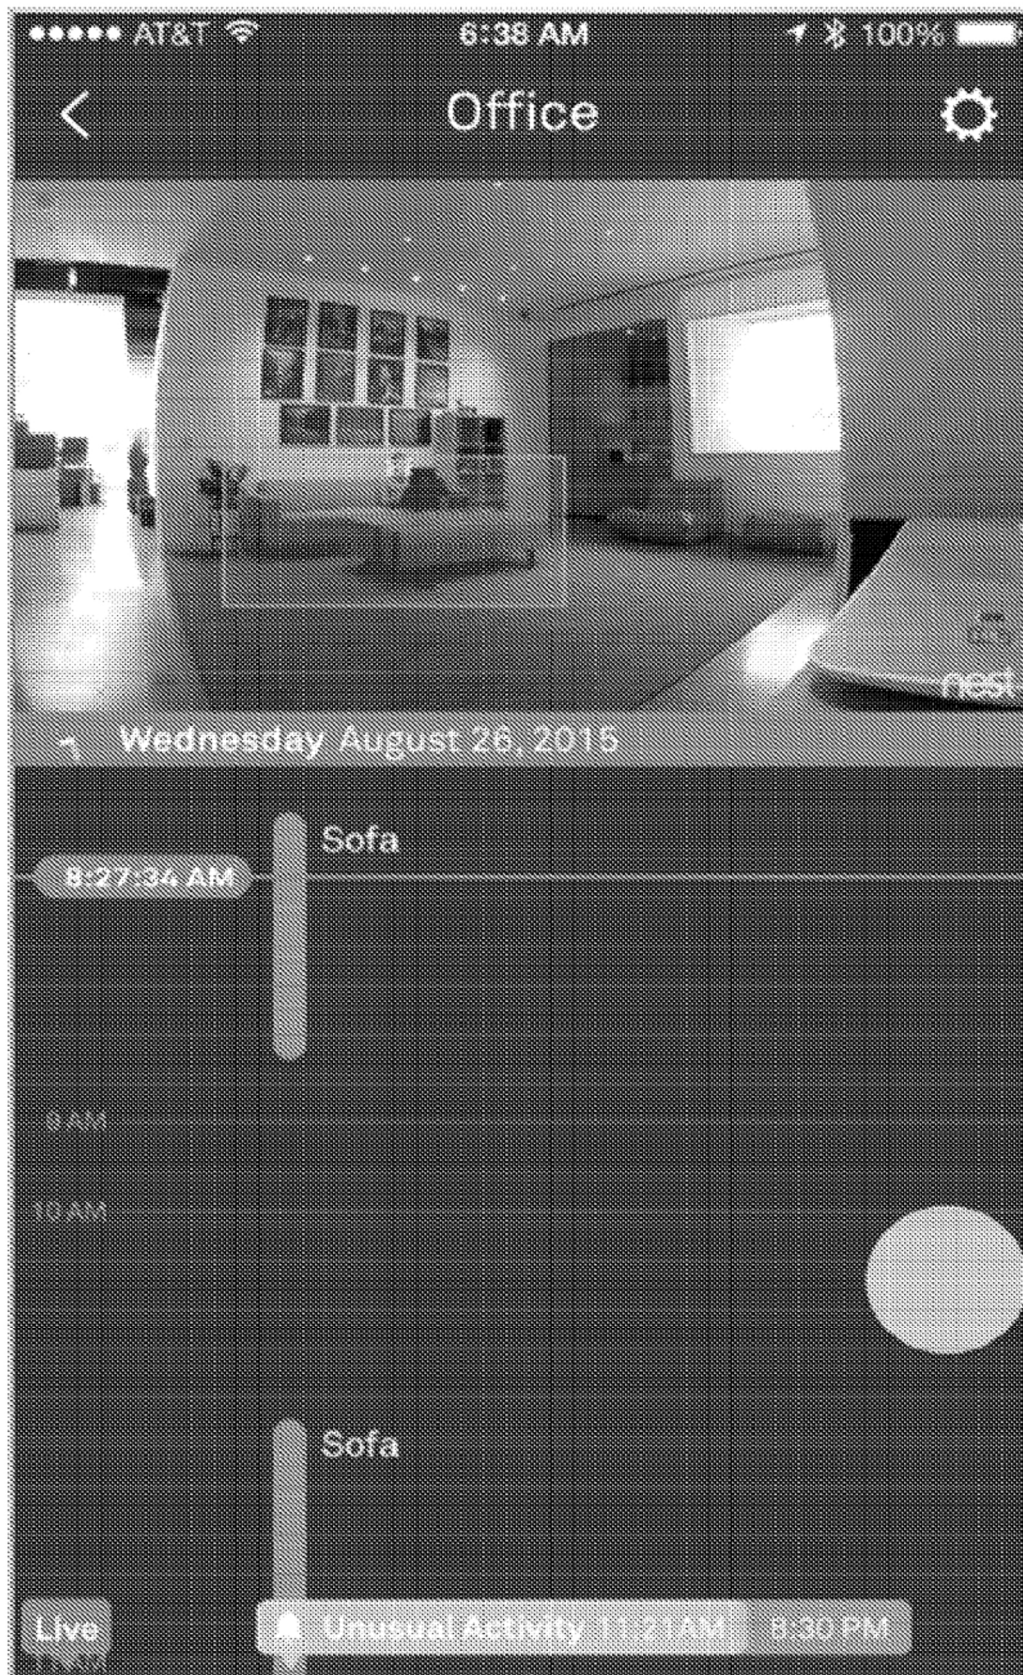 AT&T 6:38 AM 100%
Office
nest
Wednesday August 26, 2015
Sofa
8:27:34 AM
9 AM
10 AM
Sofa
Live
Unusual Activity 11:21AM 8:30 PM